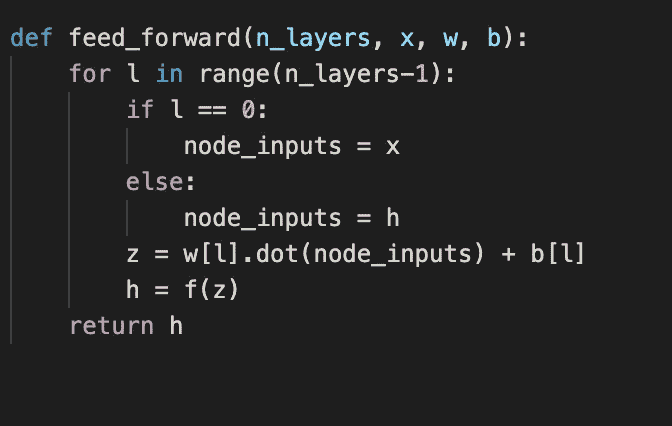 def feed_forward(n_layers, x, w, b):
    for l in range(n_layers-1):
        if l == 0:
            node_inputs = x
        else:
            node_inputs = h
        z = w[l].dot(node_inputs) + b[l]
        h = f(z)
    return h